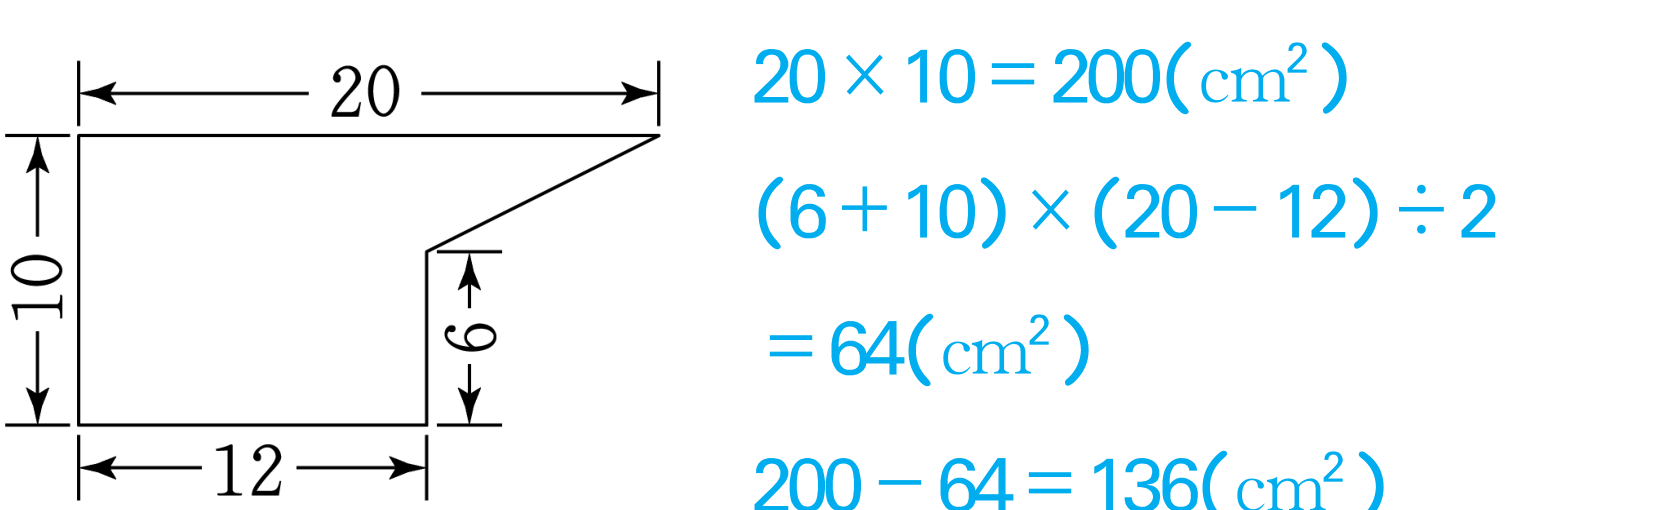 20
10
6
12
20 × 10 = 200(cm²)
(6 + 10) × (20 − 12) ÷ 2
= 64(cm²)
200 − 64 = 136(cm²)